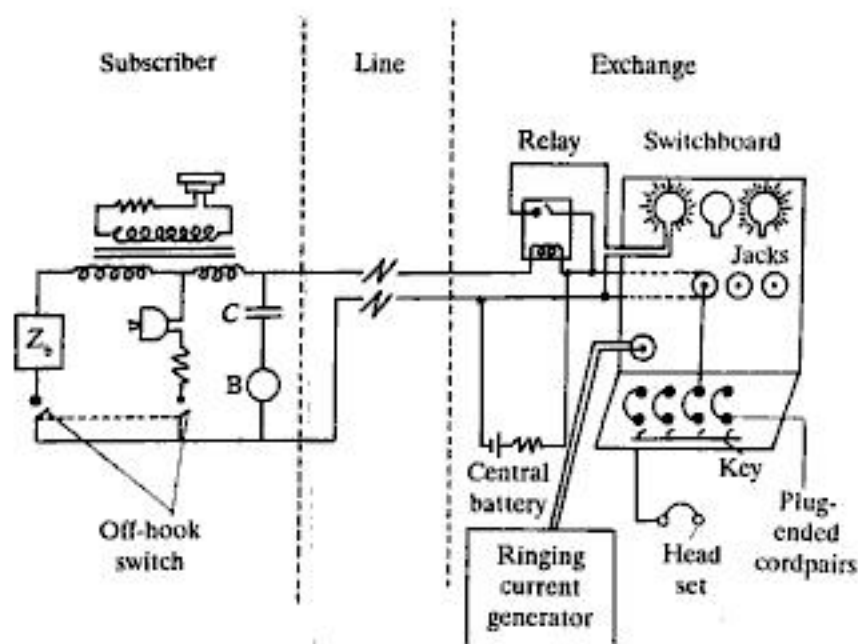 Subscriber
Line
Exchange
Relay
Switchboard
Jacks
C
Z
b
B
Off-hook
switch
Central
battery
Key
Plug-
ended
cordpairs
Head
set
Ringing
current
generator